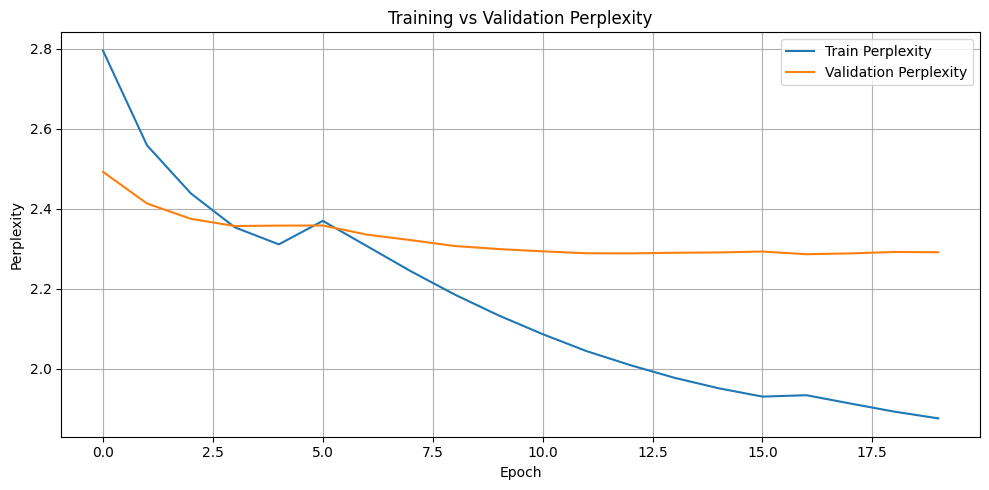 Training vs Validation Perplexity
Train Perplexity
Validation Perplexity
Perplexity
2.8
2.6
2.4
2.2
2.0
0.0 2.5 5.0 7.5 10.0 12.5 15.0 17.5
Epoch